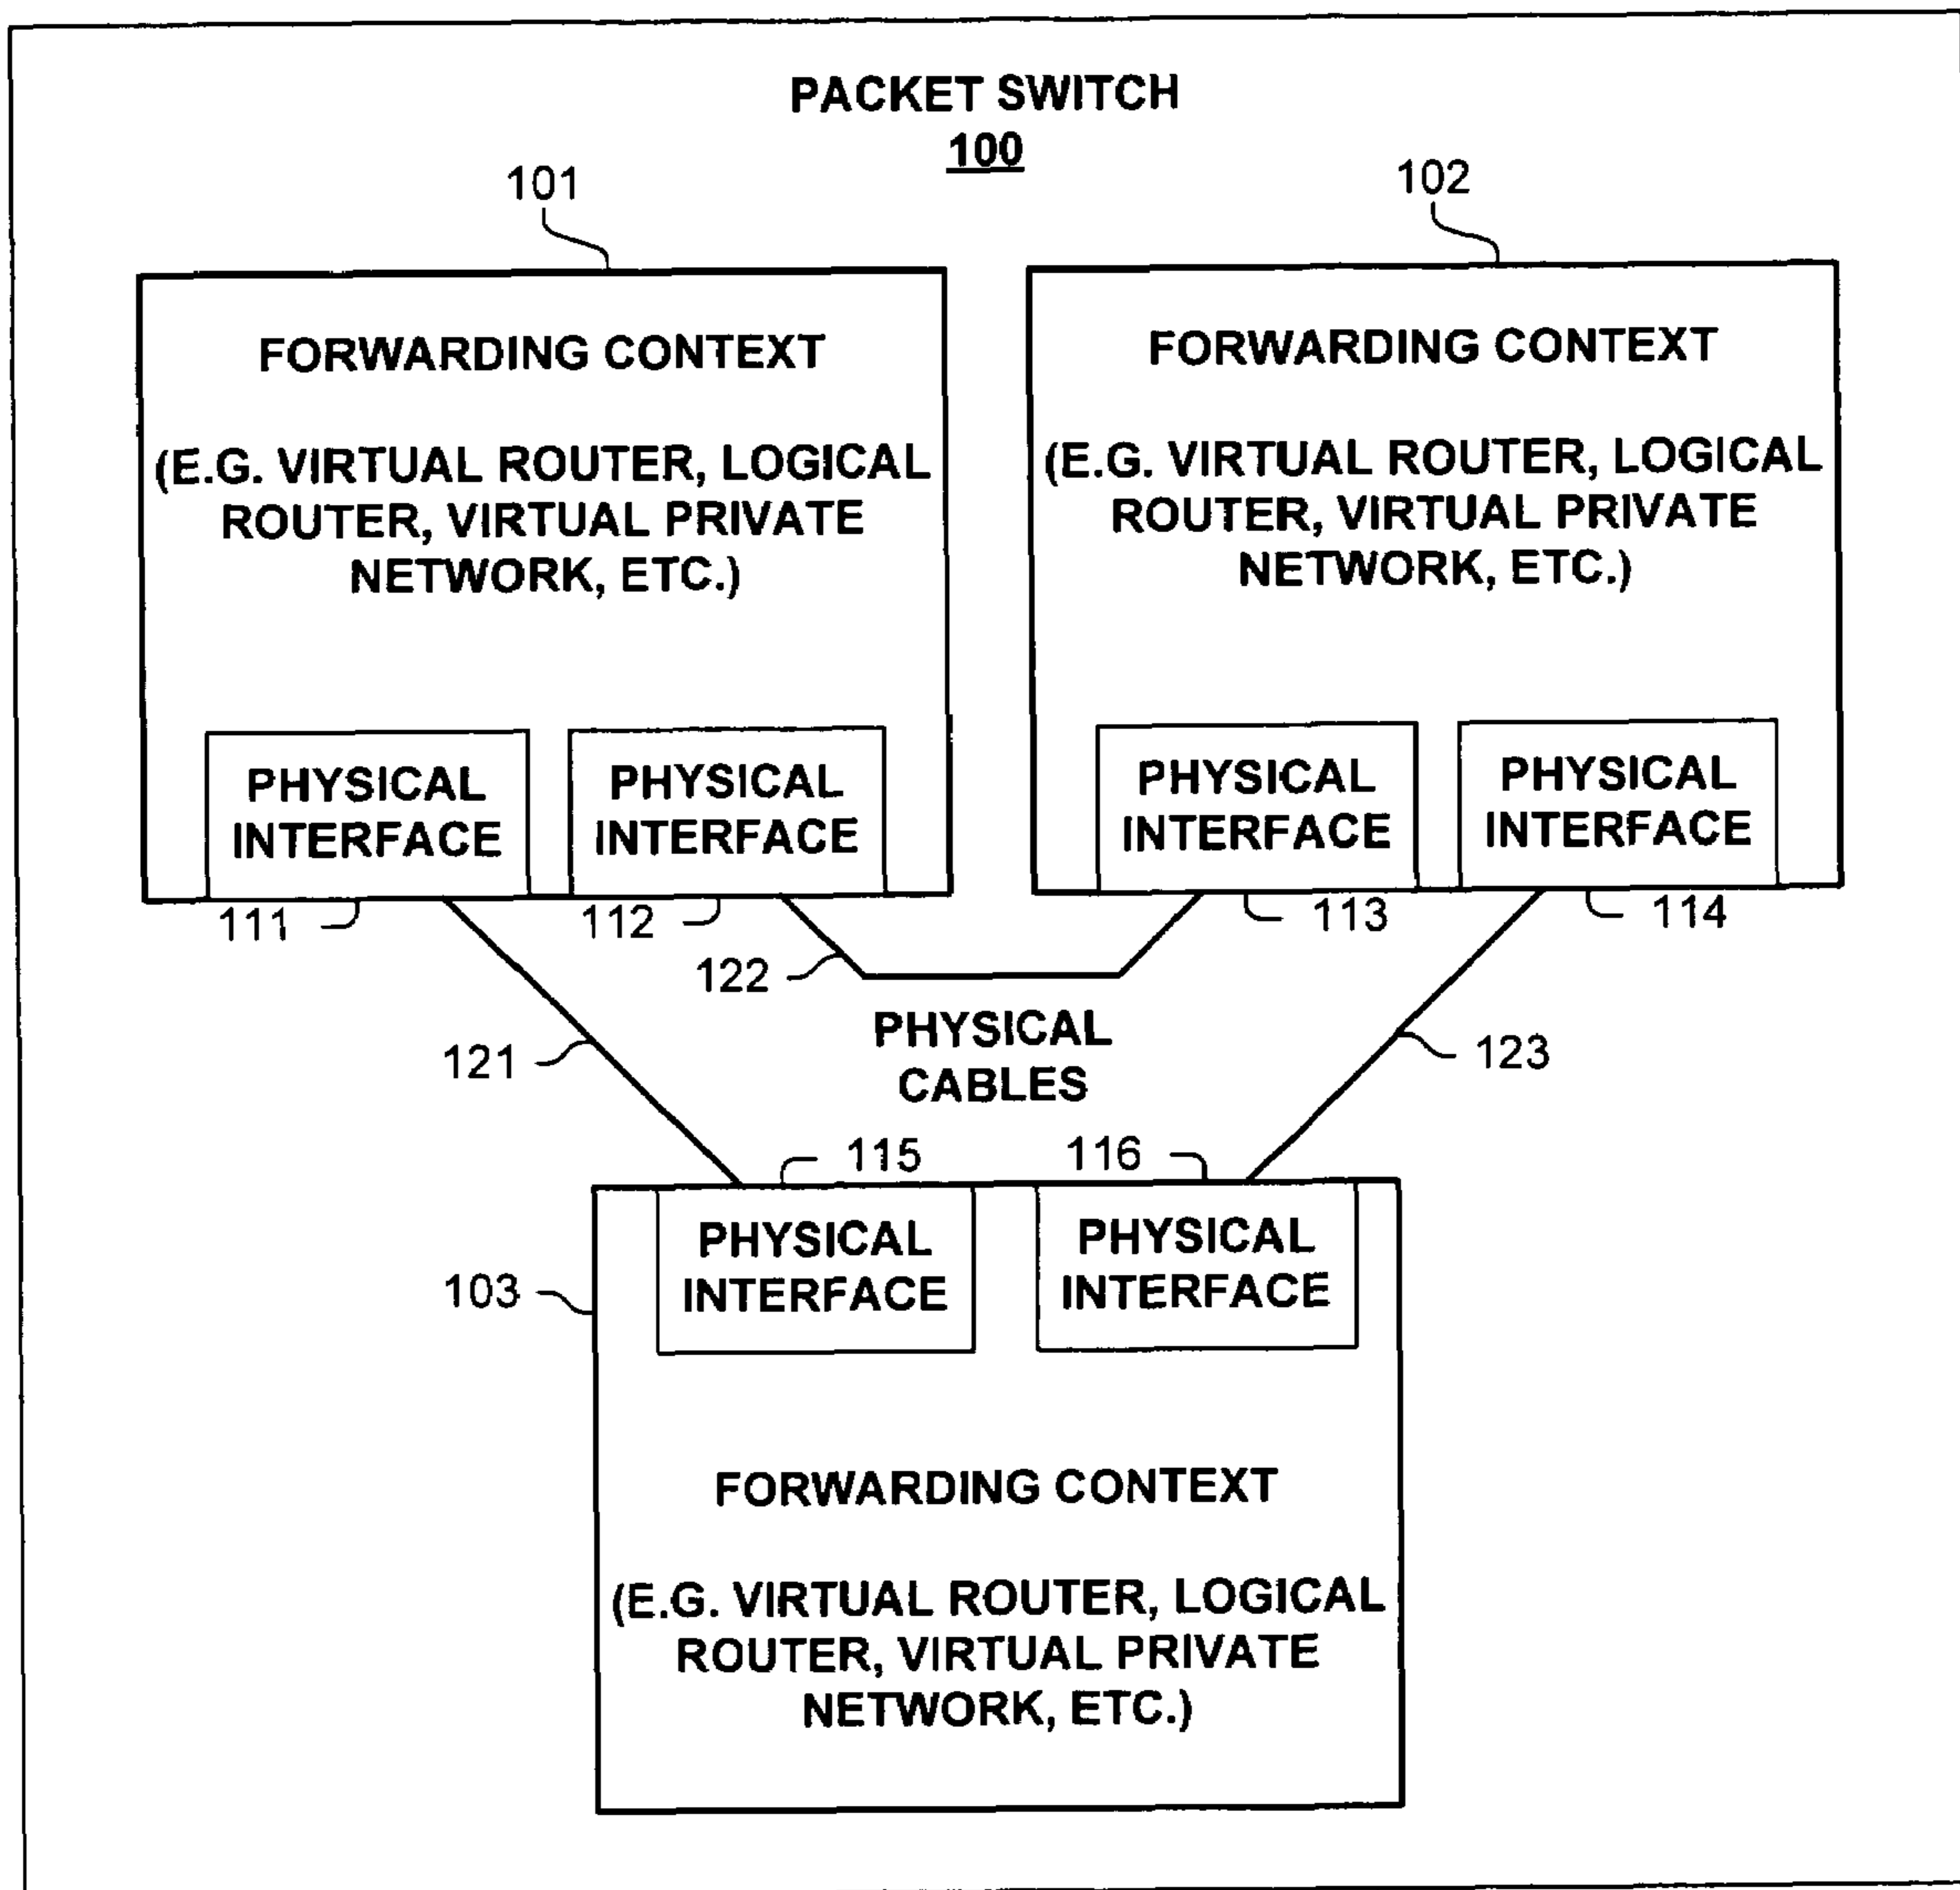 PACKET SWITCH
100
101
102
FORWARDING CONTEXT
(E.G. VIRTUAL ROUTER, LOGICAL
ROUTER, VIRTUAL PRIVATE
NETWORK, ETC.)
FORWARDING CONTEXT
(E.G. VIRTUAL ROUTER, LOGICAL
ROUTER, VIRTUAL PRIVATE
NETWORK, ETC.)
PHYSICAL
INTERFACE
PHYSICAL
INTERFACE
PHYSICAL
INTERFACE
PHYSICAL
INTERFACE
111
112
113
114
122
PHYSICAL
CABLES
121
123
115
116
PHYSICAL
INTERFACE
PHYSICAL
INTERFACE
103
FORWARDING CONTEXT
(E.G. VIRTUAL ROUTER, LOGICAL
ROUTER, VIRTUAL PRIVATE
NETWORK, ETC.)